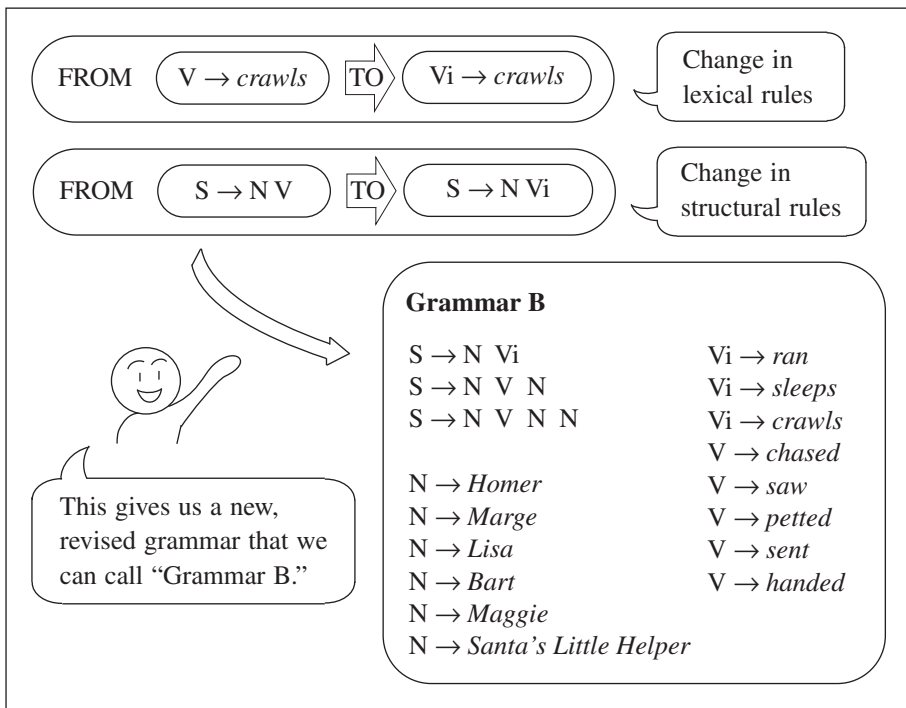 FROM V → crawls TO Vi → crawls
Change in
lexical rules
FROM S → N V TO S → N Vi
Change in
structural rules
Grammar B
S → N Vi
S → N V N
S → N V N N
N → Homer
N → Marge
N → Lisa
N → Bart
N → Maggie
N → Santa's Little Helper
Vi → ran
Vi → sleeps
Vi → crawls
V → chased
V → saw
V → petted
V → sent
V → handed
This gives us a new,
revised grammar that we
can call “Grammar B.”